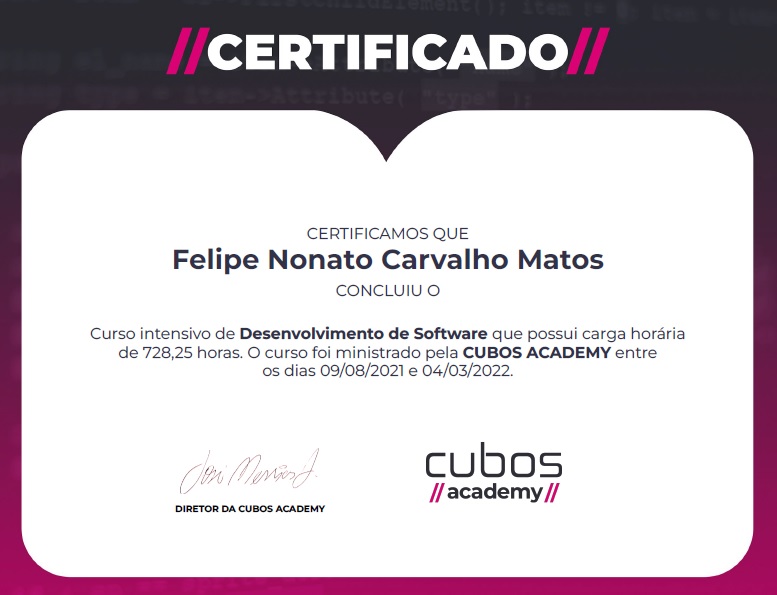 //CERTIFICADO//
CERTIFICAMOS QUE
Felipe Nonato Carvalho Matos
CONCLUIU O
Curso intensivo de Desenvolvimento de Software que possui carga horária
de 728,25 horas. O curso foi ministrado pela CUBOS ACADEMY entre
os dias 09/08/2021 e 04/03/2022.
DIRETOR DA CUBOS ACADEMY
cubos
//academy//